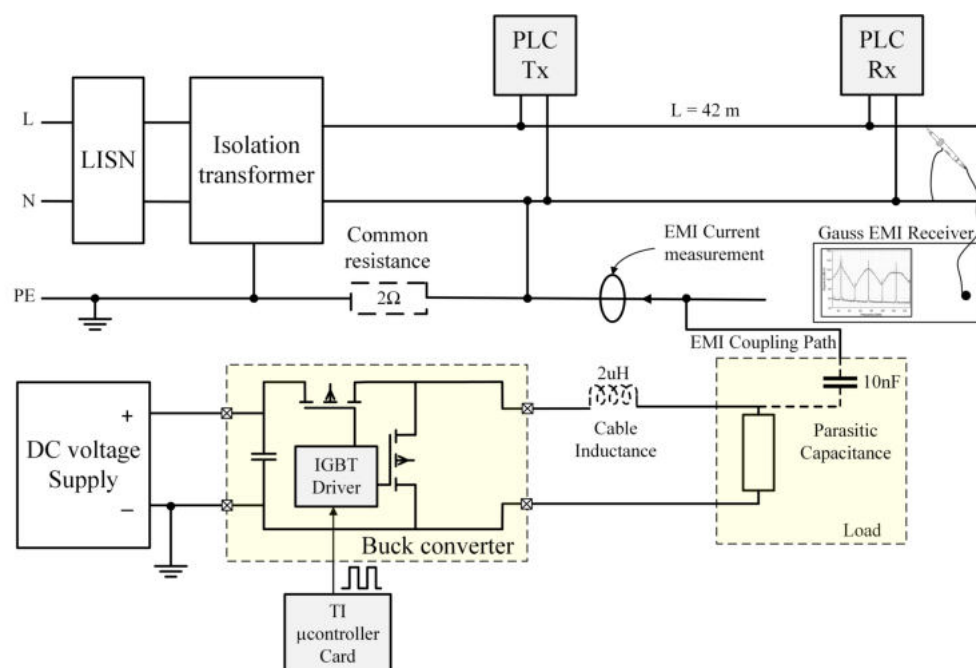 PLC
Tx
PLC
Rx
L
L = 42 m
LISN
Isolation
transformer
N
Common
resistance
EMI Current
measurement
Gauss EMI Receiver
PE
2Ω
EMI Coupling Path
2uH
10nF
+
DC voltage
Supply
−
IGBT
Driver
Cable
Inductance
Parasitic
Capacitance
Buck converter
Load
TI
µcontroller
Card